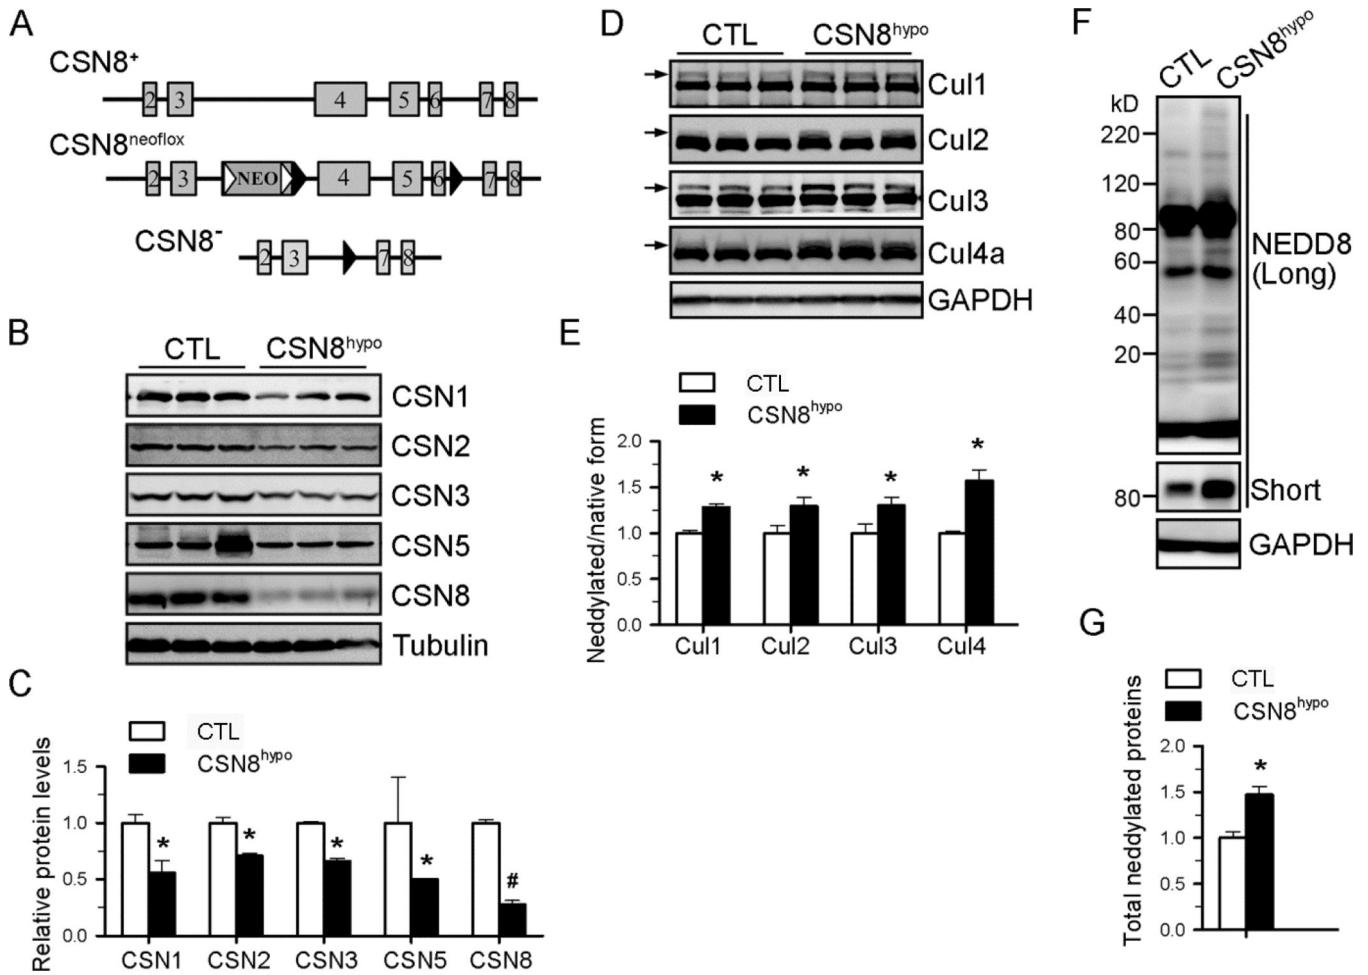 A
CSN8+
2 3 4 5 6 7 8
CSN8neoflox
2 3 NEO 4 5 6 7 8
CSN8-
2 3 7 8
B
CTL CSN8hypo
CSN1
CSN2
CSN3
CSN5
CSN8
Tubulin
C
CTL
CSN8hypo
Relative protein levels
1.5
1.0
0.5
0.0
* * * * #
CSN1 CSN2 CSN3 CSN5 CSN8
D
CTL CSN8hypo
Cul1
Cul2
Cul3
Cul4a
GAPDH
E
CTL
CSN8hypo
Neddylated/native form
2.0
1.5
1.0
0.5
0.0
* * * *
Cul1 Cul2 Cul3 Cul4
F
CTL CSN8hypo
kD
220
120
80
60
40
20
NEDD8
(Long)
80
Short
GAPDH
G
CTL
CSN8hypo
Total neddylated proteins
2.0
1.5
1.0
0.5
0.0
*